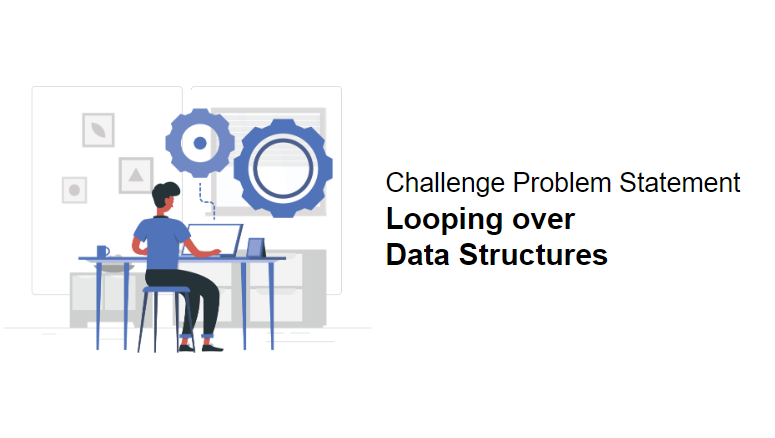 Challenge Problem Statement
Looping over
Data Structures